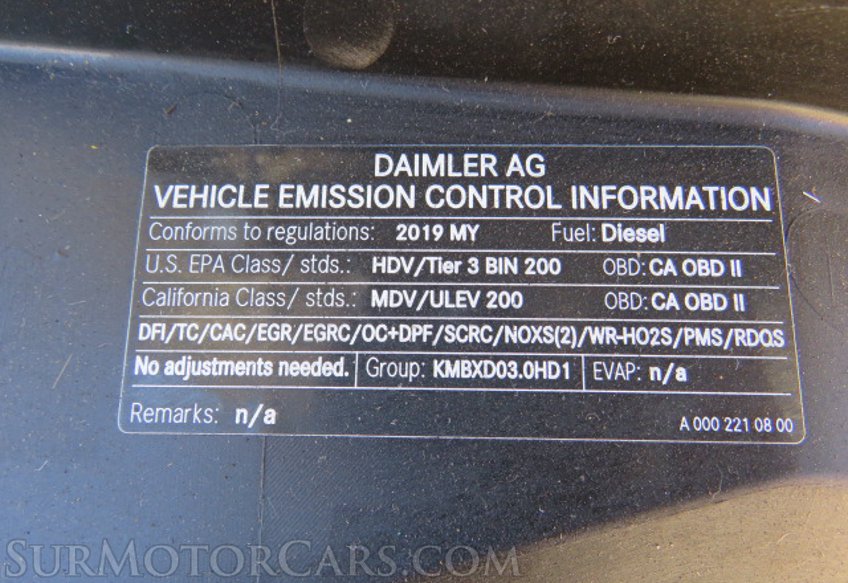 DAIMLER AG
VEHICLE EMISSION CONTROL INFORMATION
Conforms to regulations: 2019 MY Fuel: Diesel
U.S. EPA Class/ stds.: HDV/Tier 3 BIN 200 OBD: CA OBD II
California Class/ stds.: MDV/ULEV 200 OBD: CA OBD II
DFI/TC/CAC/EGR/EGRC/OC+DPF/SCRC/NOXS(2)/WR-HO2S/PMS/RDQS
No adjustments needed. Group: KMBXD03.0HD1 EVAP: n/a
Remarks: n/a A 000 221 08 00
SurMotorCars.com